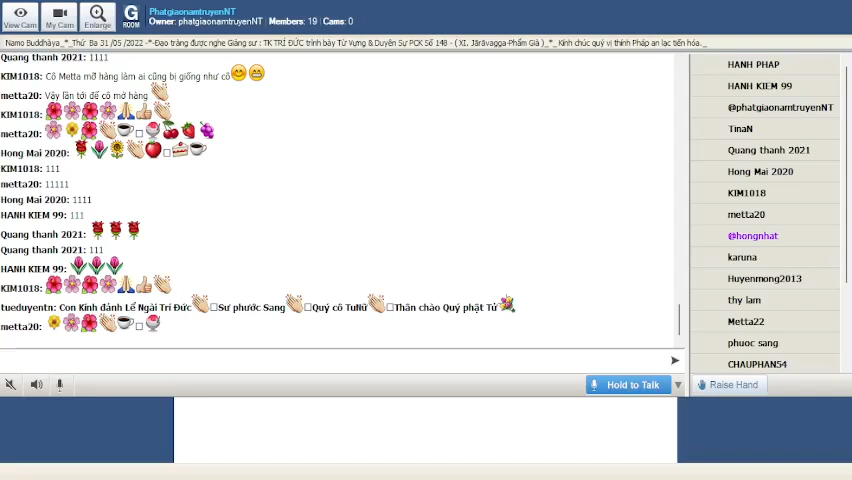 View Cam
My Cam
Enlarge
G
ROOM
PhatgiaonamtruyenNT
Owner: phatgiaonamtruyenNT | Members: 19 | Cams: 0
Namo Buddhàya_*_Thứ Ba 31 /05 /2022 -*-Đạo tràng được nghe Giảng sư : TK TRÍ ĐỨC trình bày Từ Vựng & Duyên Sự PCK Số 148 - ( XI. Jàràvagga-Phẩm Già )_*_Kính chúc quý vị thính Pháp an lạc tiến hóa._
Quang thanh 2021: 1111
KIM1018: Cô Metta mở hàng làm ai cũng bị giống như cô
metta20: Vậy lần tới để cô mở hàng
KIM1018:
metta20:
Hong Mai 2020:
KIM1018: 111
metta20: 11111
Hong Mai 2020: 1111
HANH KIEM 99: 111
Quang thanh 2021:
Quang thanh 2021: 111
HANH KIEM 99:
KIM1018:
tueduyentn: Con Kính đảnh Lễ Ngài Trí Đức Sư phước Sang Quý cô TuNữ Thân chào Quý phật Tử
metta20:
HANH PHAP
HANH KIEM 99
@phatgiaonamtruyenNT
TinaN
Quang thanh 2021
Hong Mai 2020
KIM1018
metta20
@hongnhat
karuna
Huyenmong2013
thy lam
Metta22
phuoc sang
CHAUPHAN54
Hold to Talk
Raise Hand